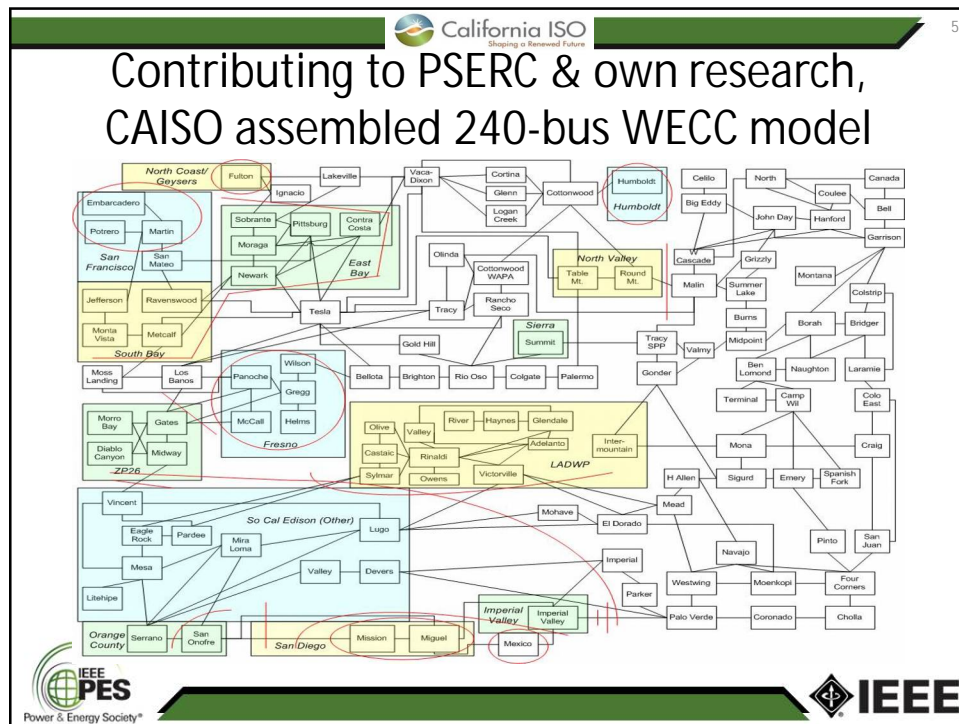 California ISO
Shaping a Renewed Future
5
Contributing to PSERC & own research,
CAISO assembled 240-bus WECC model
North Coast/
Geysers
Fulton
Ignacio
Lakeville
Vaca-
Dixon
Cortina
Glenn
Logan
Creek
Cottonwood
Humboldt
Humboldt
Celilo
North
Canada
Big Eddy
Coulee
John Day
Hanford
Bell
Garrison
Embarcadero
Potrero
Martin
San
Francisco
San
Mateo
Sobrante
Pittsburg
Contra
Costa
Moraga
Newark
East
Bay
Olinda
Cottonwood
WAPA
North Valley
Table
Mt.
Round
Mt.
W
Cascade
Grizzly
Malin
Summer
Lake
Montana
Colstrip
Jefferson
Ravenswood
Monta
Vista
Metcalf
South Bay
Tesla
Tracy
Rancho
Seco
Burns
Borah
Bridger
Sierra
Summit
Tracy
SPP
Valmy
Midpoint
Gold Hill
Gonder
Ben
Lomond
Naughton
Laramie
Moss
Landing
Los
Banos
Panoche
Wilson
Gregg
McCall
Helms
Fresno
Bellota
Brighton
Rio Oso
Colgate
Palermo
Terminal
Camp
Wil
Colo
East
Morro
Bay
Gates
Diablo
Canyon
Midway
ZP26
Olive
Valley
River
Haynes
Glendale
Castaic
Rinaldi
Adelanto
Inter-
mountain
Sylmar
Owens
Victorville
LADWP
Mona
Craig
H Allen
Sigurd
Emery
Spanish
Fork
Vincent
So Cal Edison (Other)
Lugo
Mohave
El Dorado
Mead
Eagle
Rock
Pardee
Mira
Loma
Pinto
San
Juan
Mesa
Valley
Devers
Imperial
Navajo
Litehipe
Parker
Westwing
Moenkopi
Four
Corners
Imperial
Valley
Imperial
Valley
Palo Verde
Coronado
Cholla
Orange
County
Serrano
San
Onofre
San Diego
Mission
Miguel
Mexico
IEEE
PES
Power & Energy Society®
IEEE